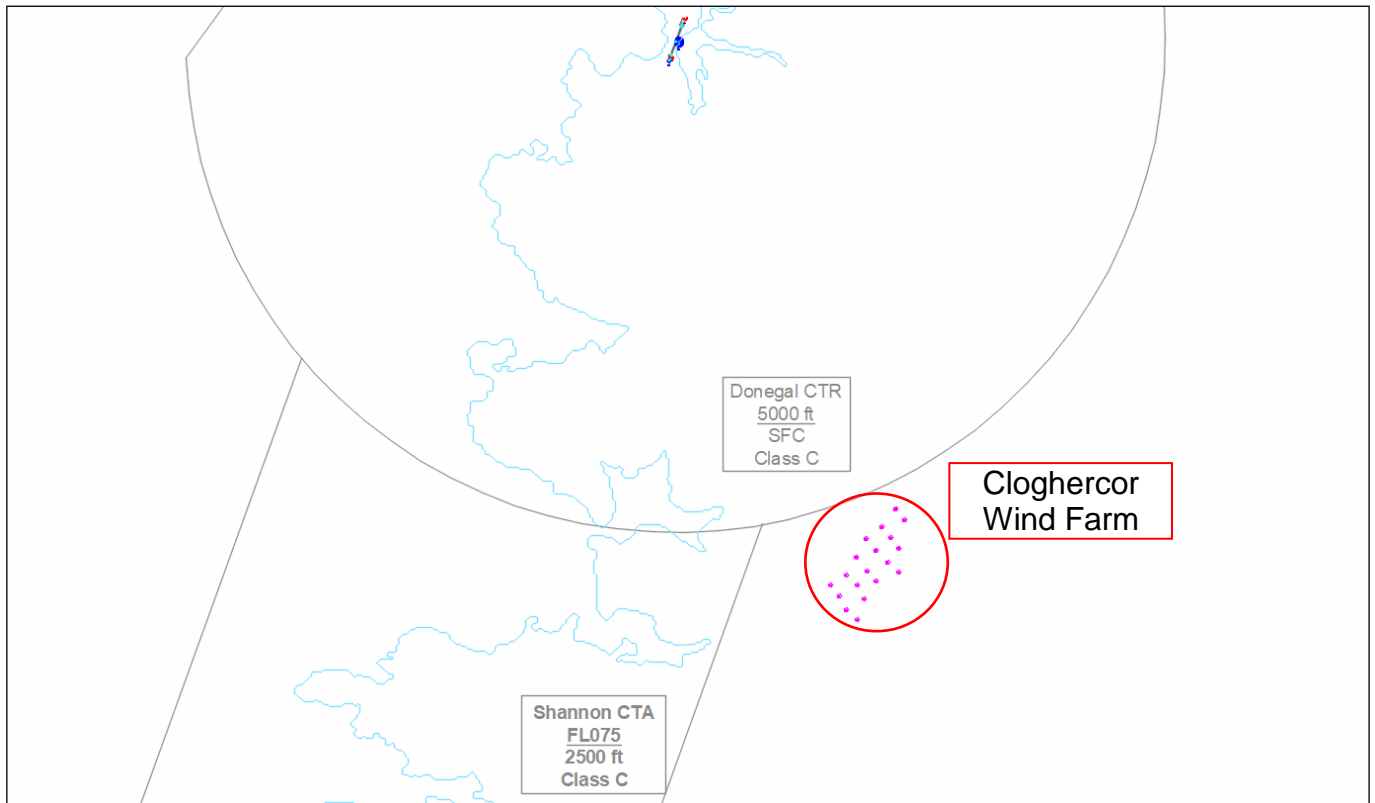 Donegal CTR
5000 ft
SFC
Class C
Cloghercor
Wind Farm
Shannon CTA
FL075
2500 ft
Class C